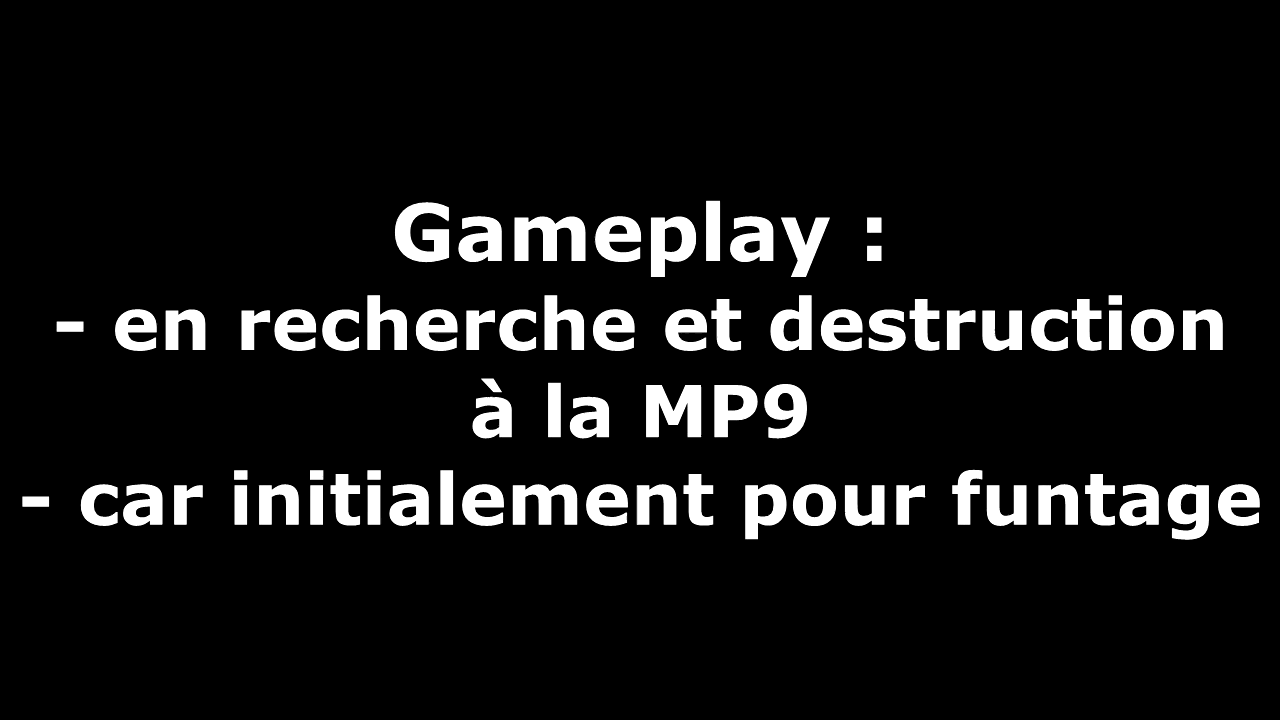 Gameplay :
- en recherche et destruction
à la MP9
- car initialement pour funtage